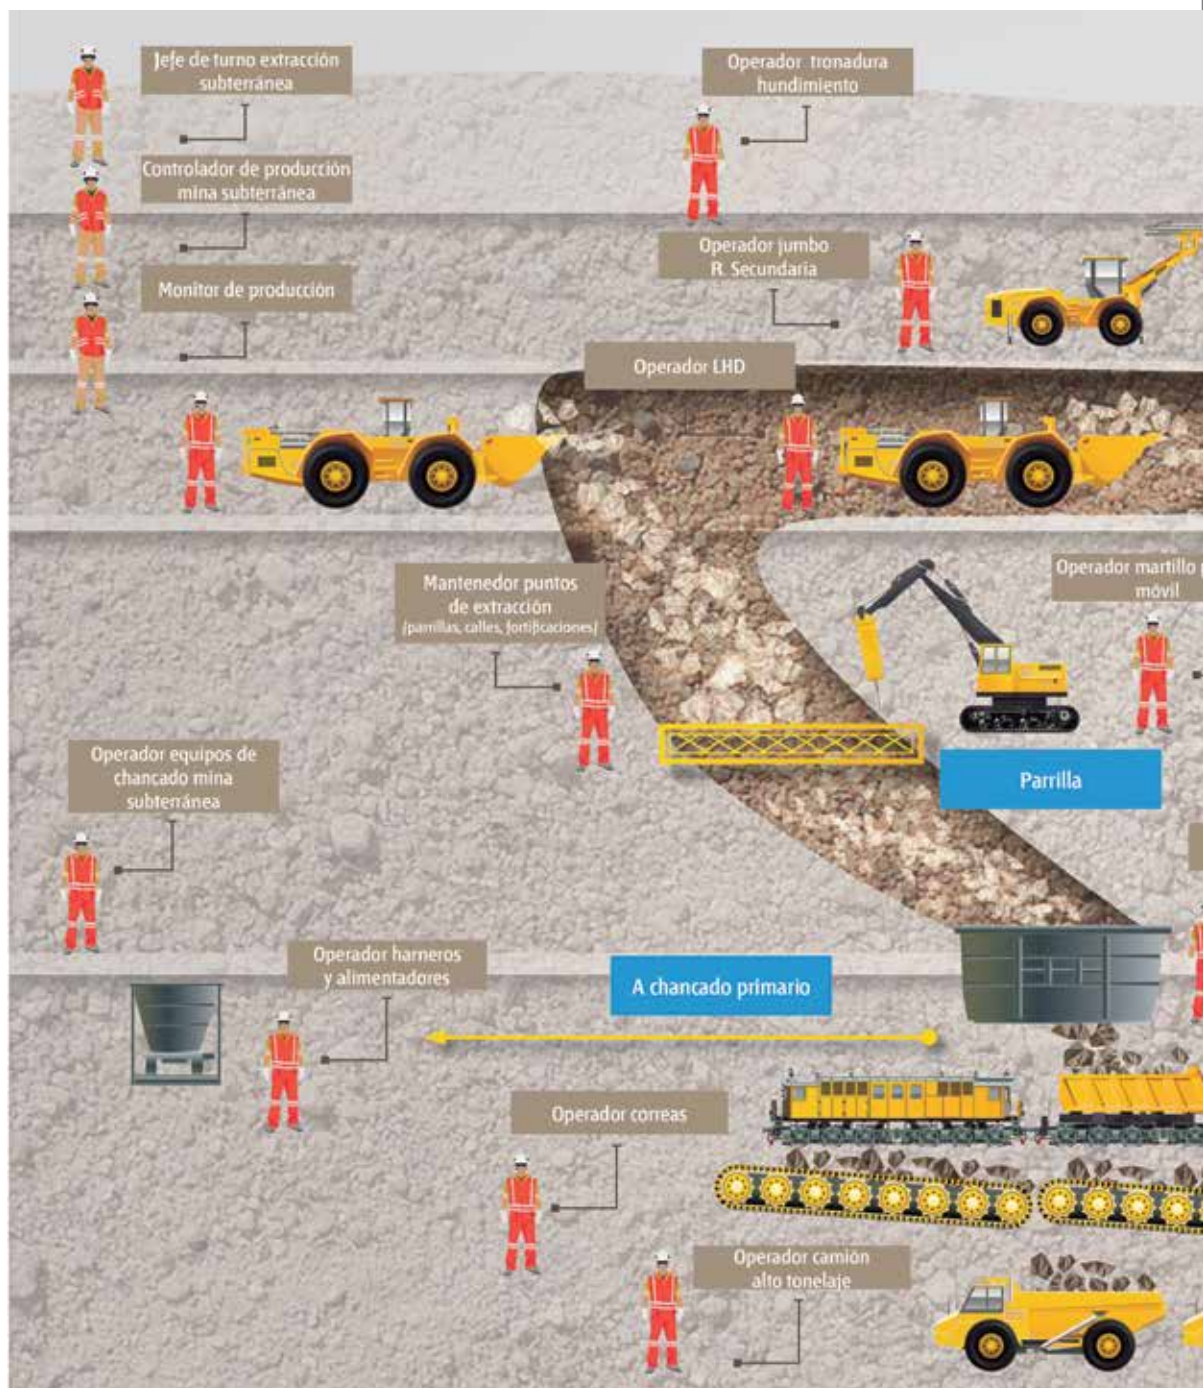 Jefe de turno extracción
subterránea
Operador tronadura
hundimiento
Controlador de producción
mina subterránea
Operador jumbo
R. Secundaria
Monitor de producción
Operador LHD
Mantenedor puntos
de extracción
(parrillas, calles, fortificaciones)
Operador martillo
móvil
Operador equipos de
chancado mina
subterránea
Parrilla
Operador harneros
y alimentadores
A chancado primario
Operador correas
Operador camión
alto tonelaje